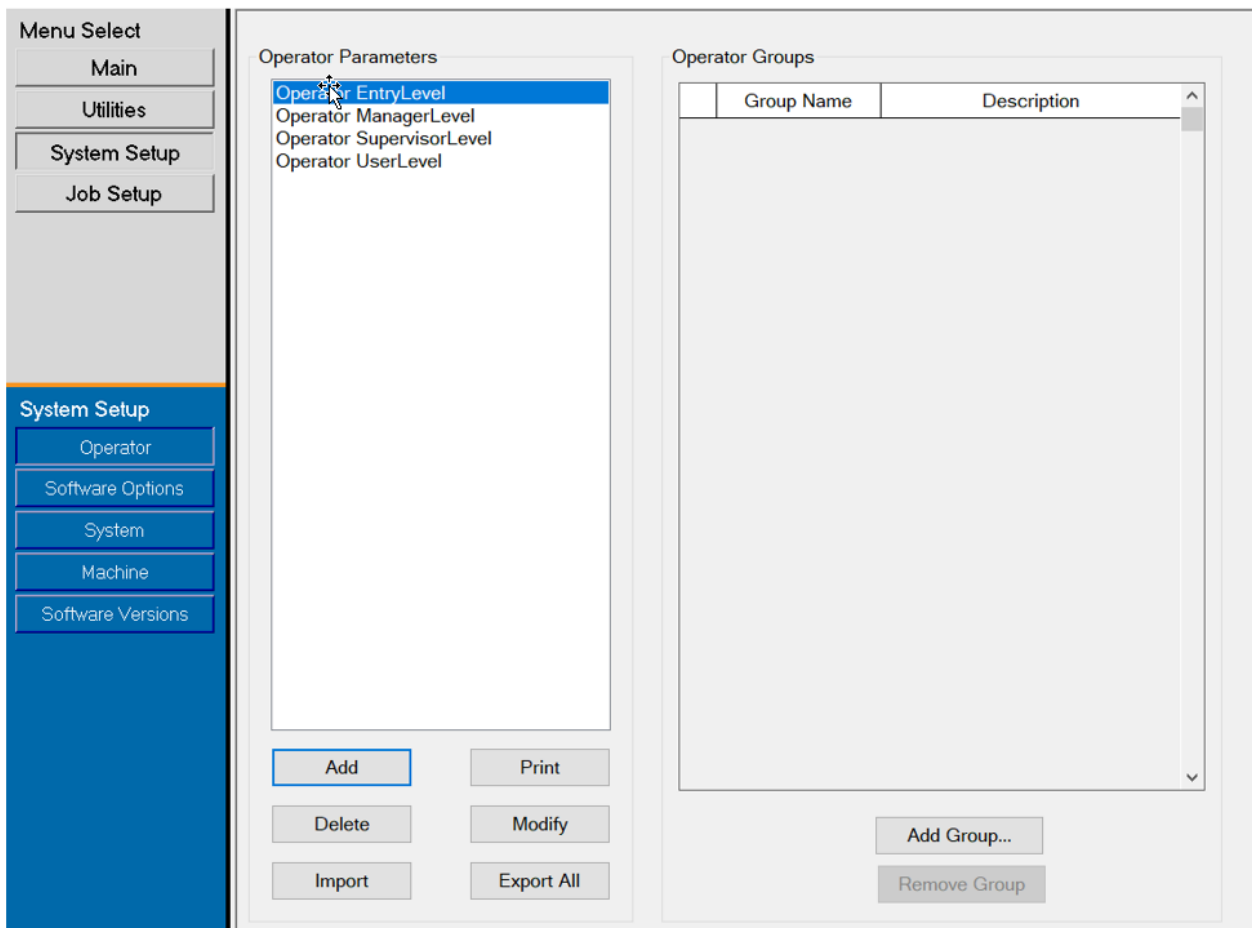 Menu Select
Main
Utilities
System Setup
Job Setup
System Setup
Operator
Software Options
System
Machine
Software Versions
Operator Parameters
Operator EntryLevel
Operator ManagerLevel
Operator SupervisorLevel
Operator UserLevel
Add
Print
Delete
Modify
Import
Export All
Operator Groups
Group Name
Description
Add Group...
Remove Group